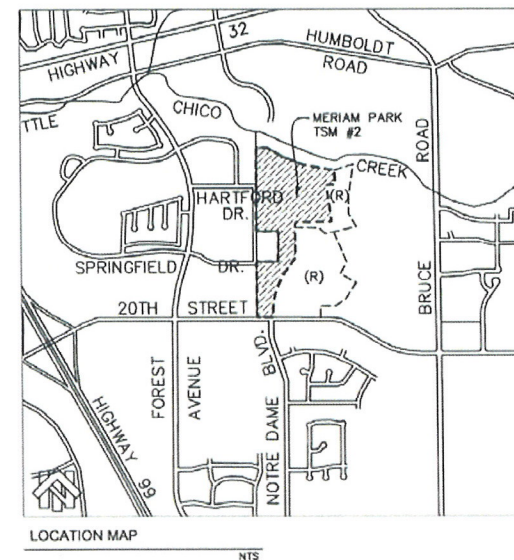 32
HUMBOLDT
ROAD
HIGHWAY
TTLE
CHICO
MERIAM PARK
TSM #2
CREEK
ROAD
HARTFORD
DR.
(R)
SPRINGFIELD
DR.
(R)
BRUCE
20TH STREET
FOREST
AVENUE
NOTRE DAME BLVD.
HIGHWAY 99
LOCATION MAP
NTS